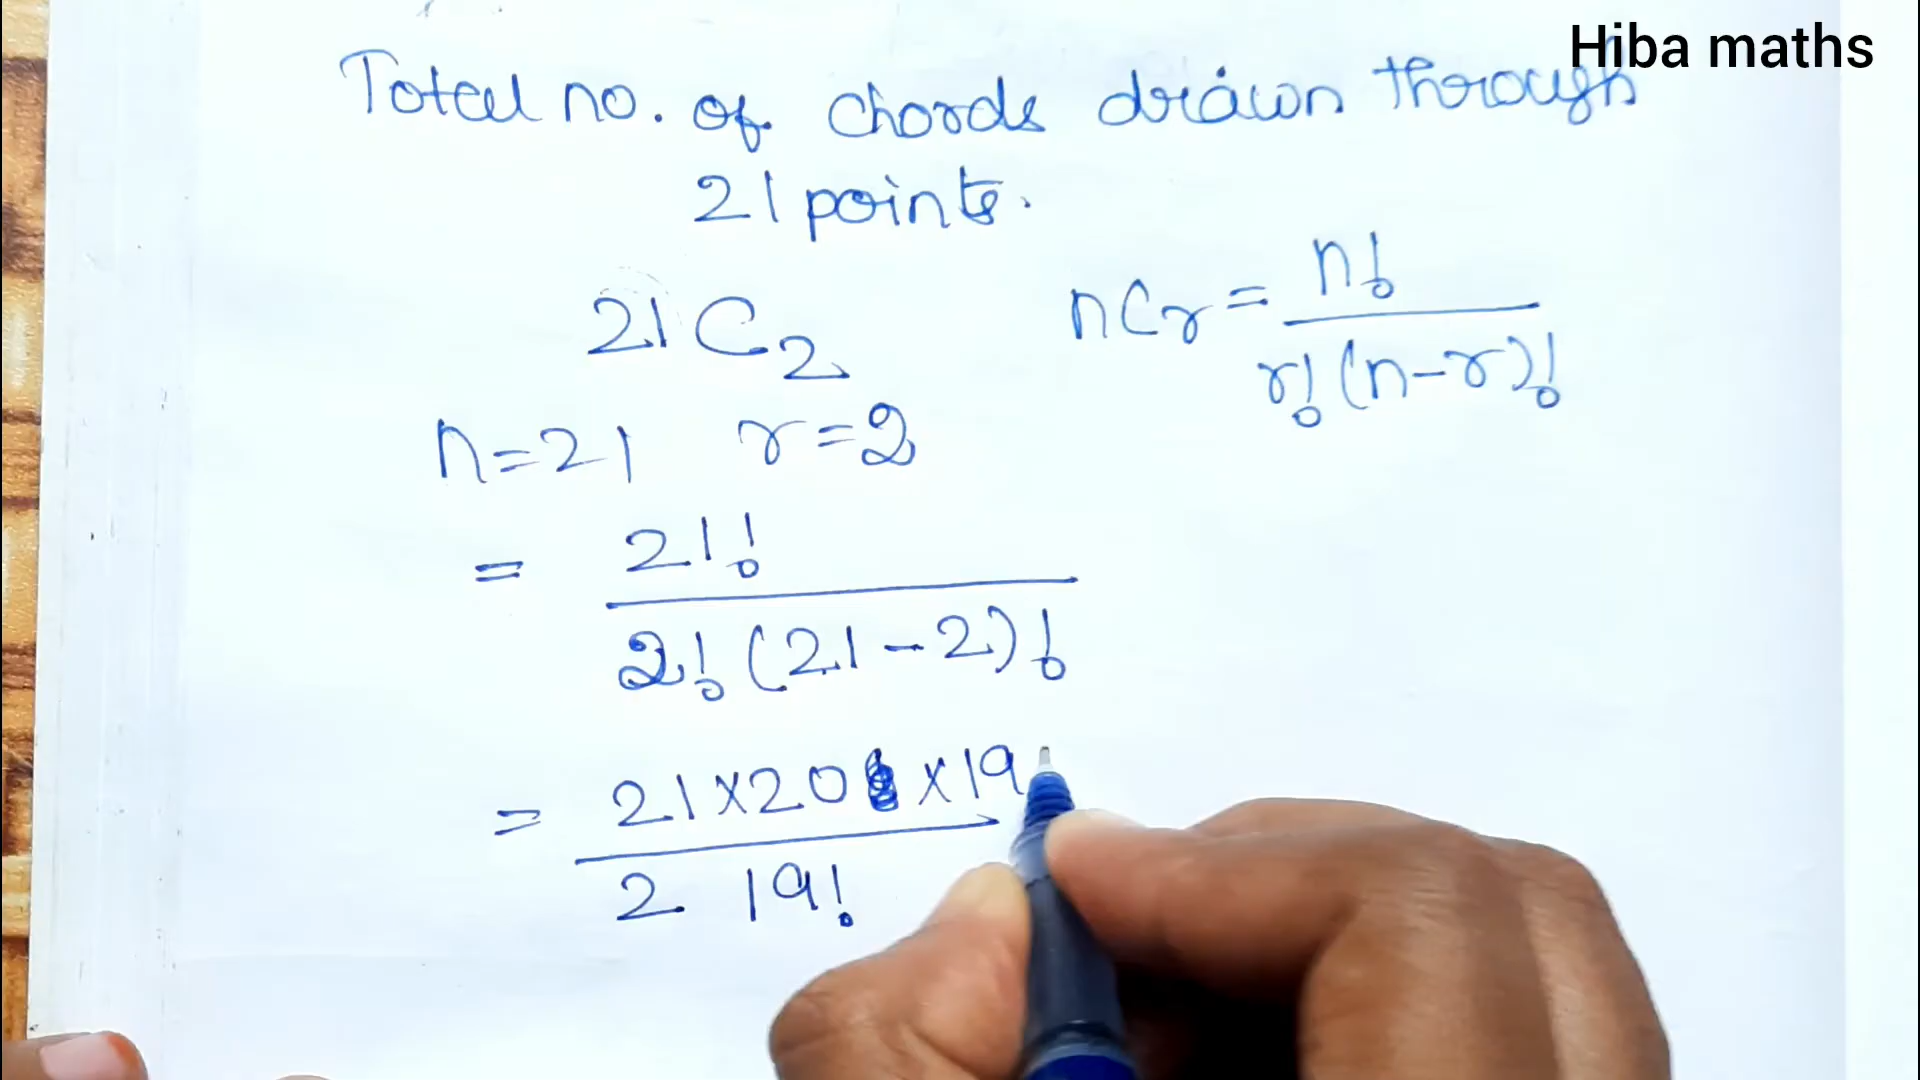 Hiba maths
Total no. of chords drawn through
21 points.
21C2
nCr = n!
r!(n-r)!
n=21 r=2
= 21!
2!(21-2)!
= 21×20 ×19
2 19!